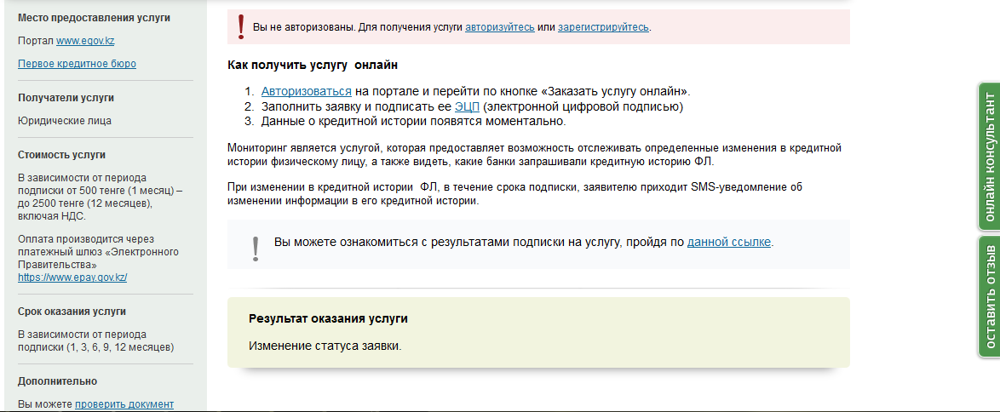 Место предоставления услуги
Портал www.egov.kz
Первое кредитное бюро
Получатели услуги
Юридические лица
Стоимость услуги
В зависимости от периода
подписки от 500 тенге (1 месяц) –
до 2500 тенге (12 месяцев),
включая НДС.
Оплата производится через
платежный шлюз «Электронного
Правительства»
https://www.epay.gov.kz/
Срок оказания услуги
В зависимости от периода
подписки (1, 3, 6, 9, 12 месяцев)
Дополнительно
Вы можете проверить документ
Вы не авторизованы. Для получения услуги авторизуйтесь или зарегистрируйтесь.
Как получить услугу онлайн
1. Авторизоваться на портале и перейти по кнопке «Заказать услугу онлайн».
2. Заполнить заявку и подписать ее ЭЦП (электронной цифровой подписью)
3. Данные о кредитной истории появятся моментально.
Мониторинг является услугой, которая предоставляет возможность отслеживать определенные изменения в кредитной
истории физическому лицу, а также видеть, какие банки запрашивали кредитную историю ФЛ.
При изменении в кредитной истории ФЛ, в течение срока подписки, заявителю приходит SMS-уведомление об
изменении информации в его кредитной истории.
Вы можете ознакомиться с результатами подписки на услугу, пройдя по данной ссылке.
Результат оказания услуги
Изменение статуса заявки.
онлайн консультант
оставить отзыв